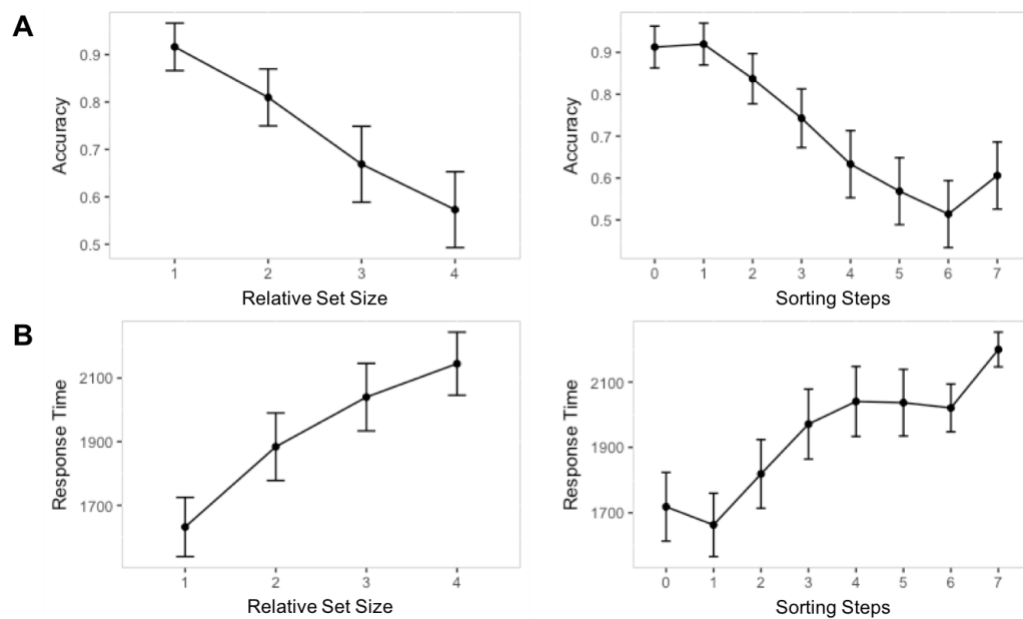 A
Accuracy
0.9
0.8
0.7
0.6
0.5
1 2 3 4
Relative Set Size
Accuracy
0.9
0.8
0.7
0.6
0.5
0 1 2 3 4 5 6 7
Sorting Steps
B
Response Time
2100
1900
1700
1 2 3 4
Relative Set Size
Response Time
2100
1900
1700
0 1 2 3 4 5 6 7
Sorting Steps